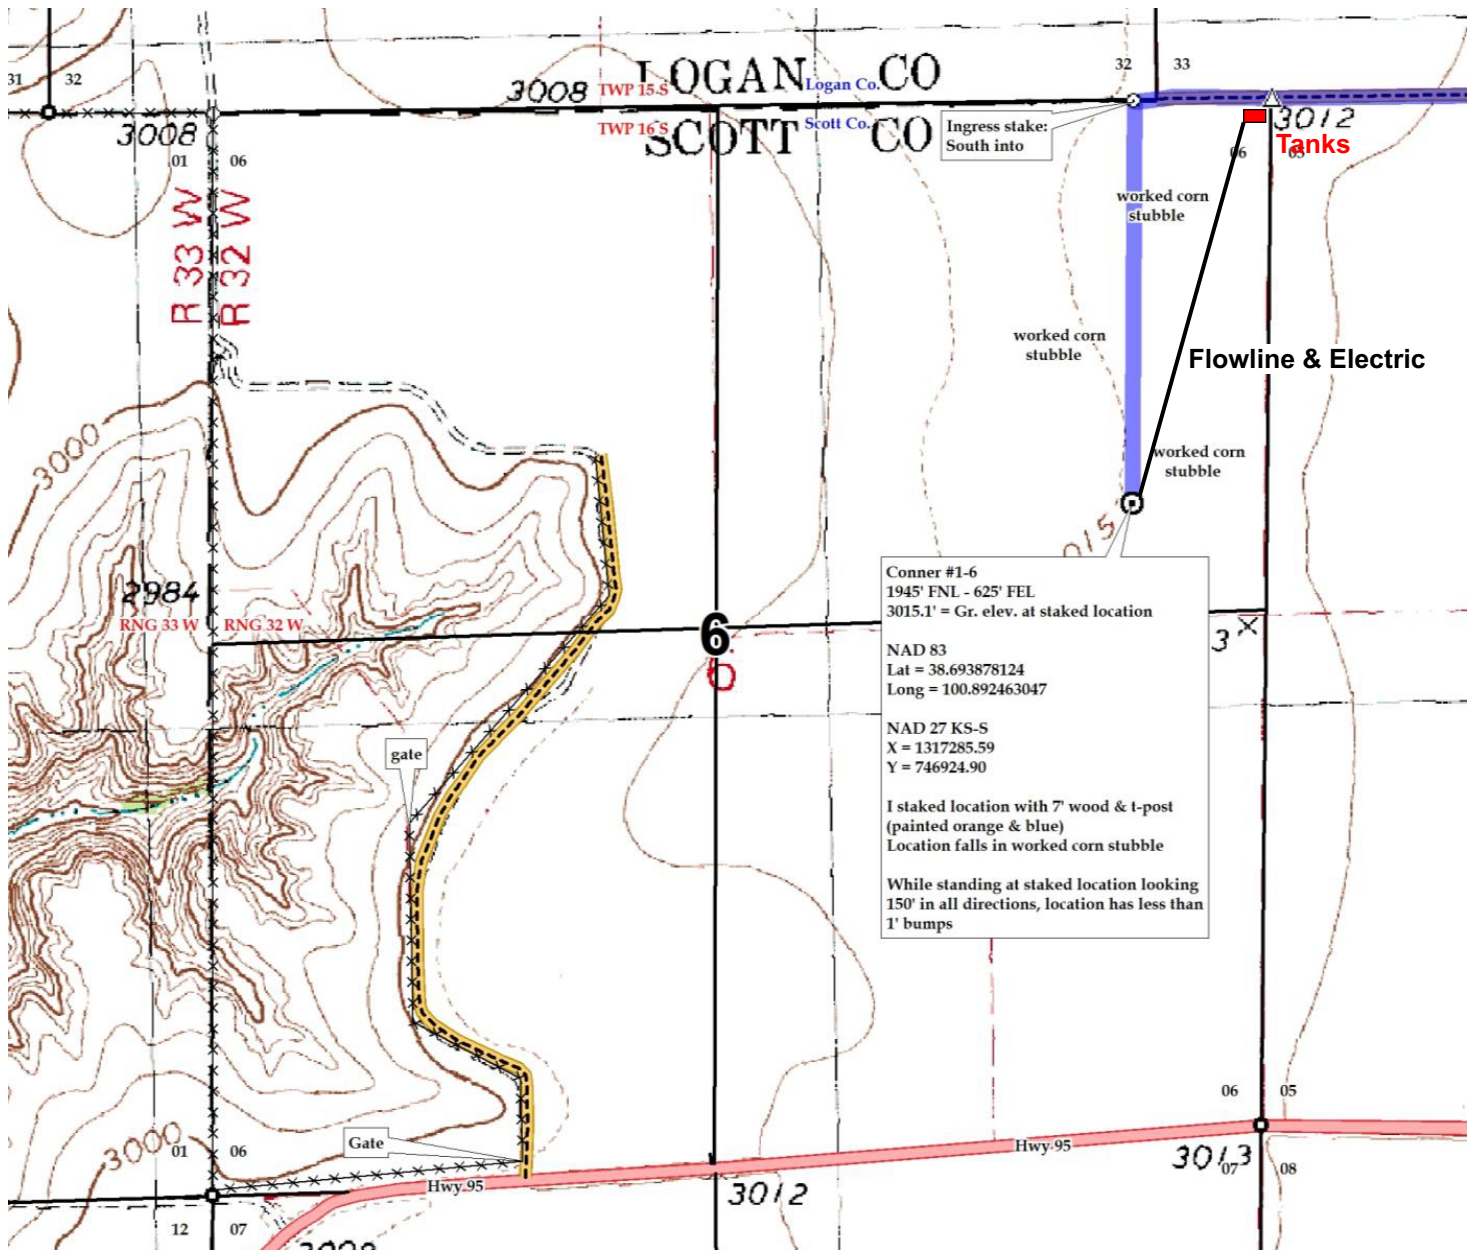 LOGAN CO
Logan Co.
TWP 15 S
3008
31
32
32
33
3008
TWP 16 S
Scott Co.
SCOTT CO
Ingress stake:
South into
3012
Tanks
01
06
06
05
R 33 W
R 32 W
worked corn
stubble
worked corn
stubble
Flowline & Electric
worked corn
stubble
3000
015
2984
RNG 33 W
RNG 32 W
6
6
3
Conner #1-6
1945' FNL - 625' FEL
3015.1' = Gr. elev. at staked location
NAD 83
Lat = 38.693878124
Long = 100.892463047
NAD 27 KS-S
X = 1317285.59
Y = 746924.90
I staked location with 7' wood & t-post
(painted orange & blue)
Location falls in worked corn stubble
While standing at staked location looking
150' in all directions, location has less than
1' bumps
gate
Gate
3000
01
06
06
05
Hwy 95
Hwy 95
3013
07
08
3012
12
07